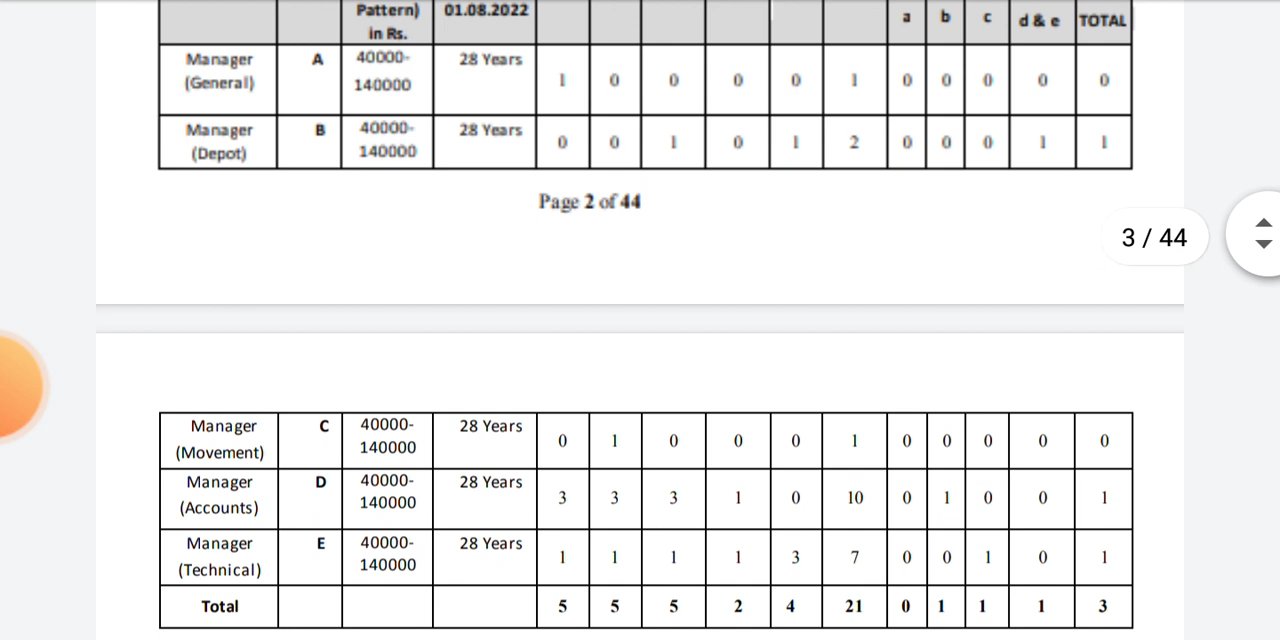 Pattern) 01.08.2022 a b c d & e TOTAL
in Rs.
Manager A 40000- 28 Years
(General) 140000 1 0 0 0 0 1 0 0 0 0 0
Manager B 40000- 28 Years
(Depot) 140000 0 0 1 0 1 2 0 0 0 1 1
Page 2 of 44
3 / 44
Manager C 40000- 28 Years
(Movement) 140000 0 1 0 0 0 1 0 0 0 0 0
Manager D 40000- 28 Years
(Accounts) 140000 3 3 3 1 0 10 0 1 0 0 1
Manager E 40000- 28 Years
(Technical) 140000 1 1 1 1 3 7 0 0 1 0 1
Total 5 5 5 2 4 21 0 1 1 1 3